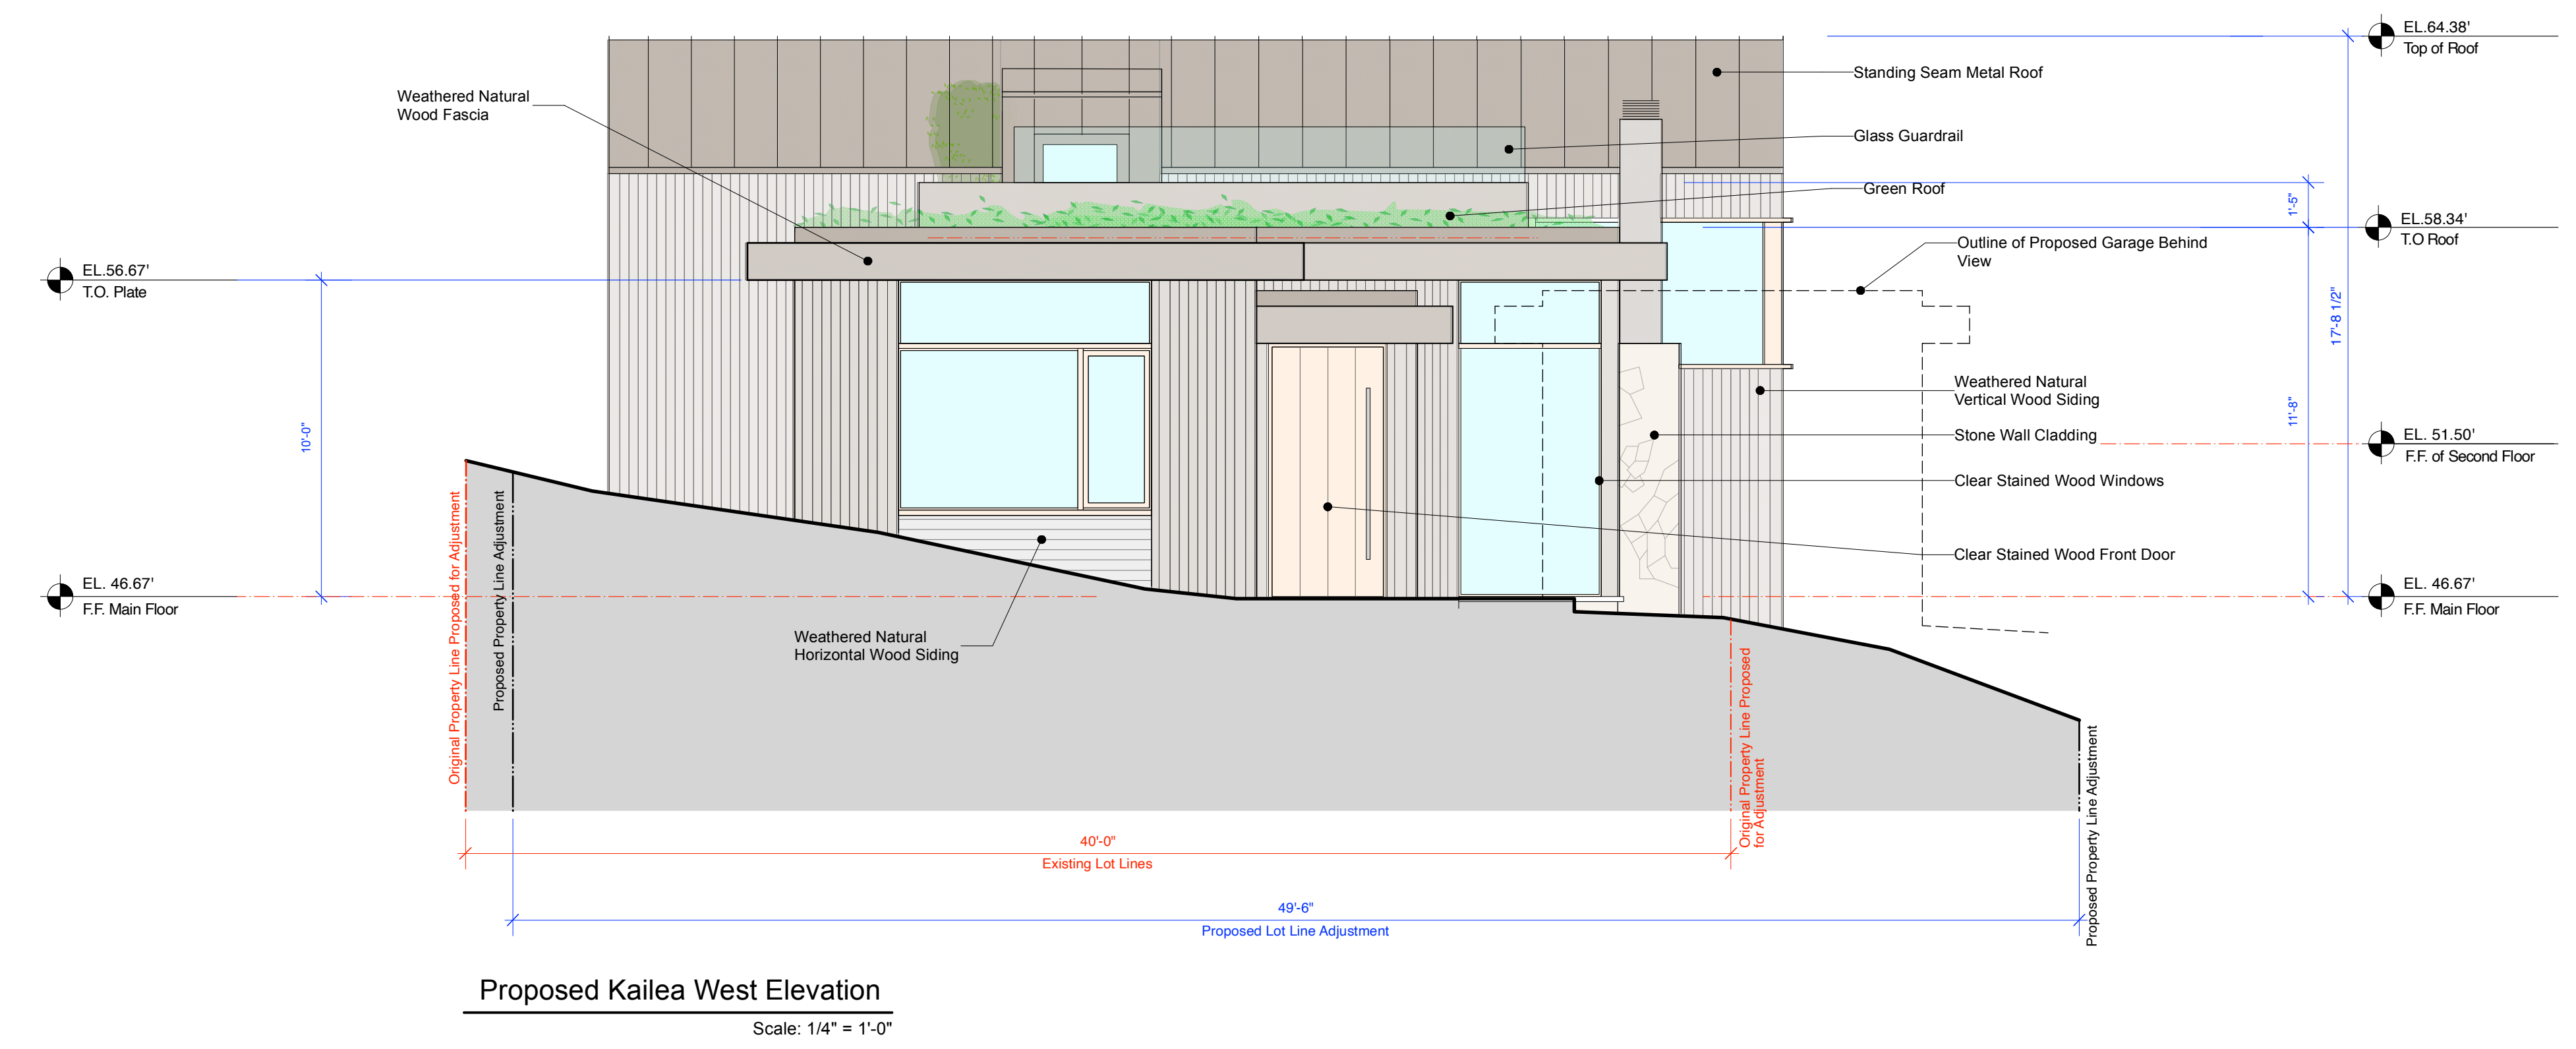 EL.64.38'
Top of Roof
Standing Seam Metal Roof
Weathered Natural
Wood Fascia
Glass Guardrail
Green Roof
1'-5"
EL.58.34'
T.O Roof
Outline of Proposed Garage Behind
View
EL.56.67'
T.O. Plate
17'-8 1/2"
Weathered Natural
Vertical Wood Siding
11'-8"
10'-0"
Stone Wall Cladding
EL. 51.50'
F.F. of Second Floor
Clear Stained Wood Windows
Clear Stained Wood Front Door
EL. 46.67'
F.F. Main Floor
EL. 46.67'
F.F. Main Floor
Original Property Line Proposed for Adjustment
Proposed Property Line Adjustment
Weathered Natural
Horizontal Wood Siding
Original Property Line Proposed
for Adjustment
Proposed Property Line Adjustment
40'-0"
Existing Lot Lines
49'-6"
Proposed Lot Line Adjustment
Proposed Kailea West Elevation
Scale: 1/4" = 1'-0"